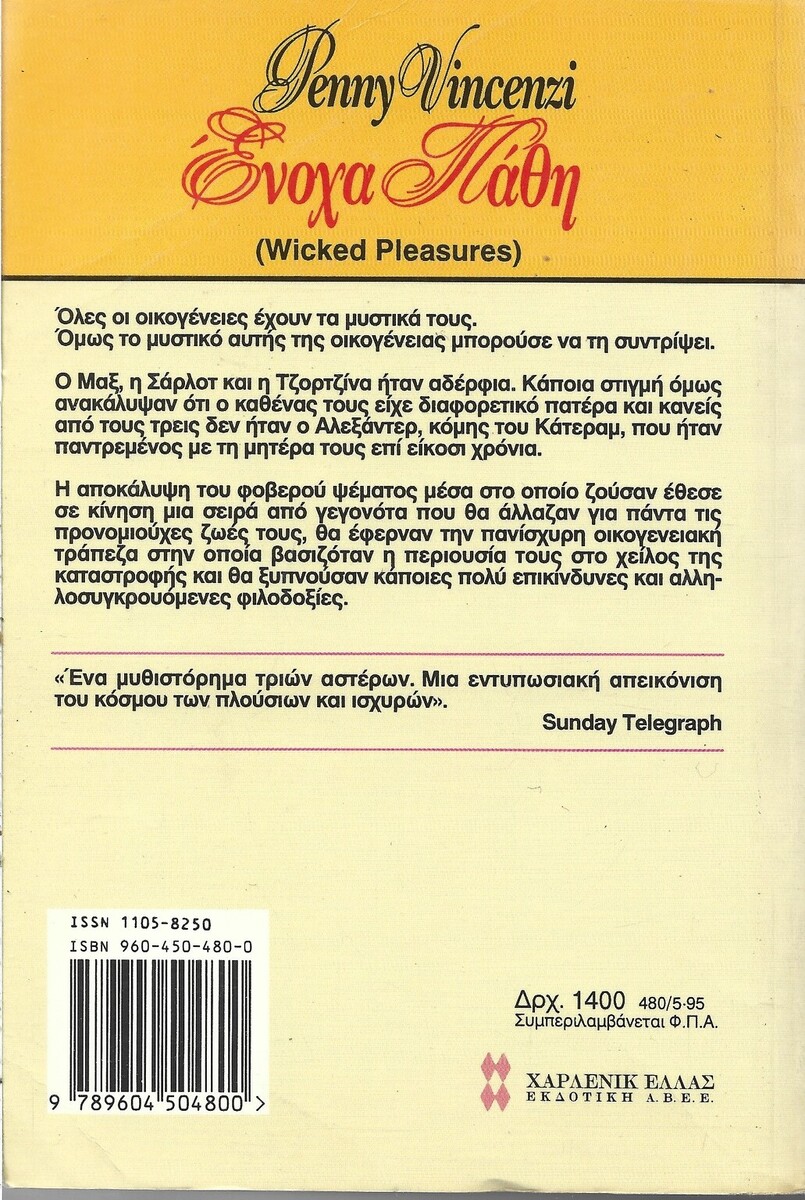 Penny Vincenzi
Ένοχα Πάθη
(Wicked Pleasures)
Όλες οι οικογένειες έχουν τα μυστικά τους.
Όμως το μυστικό αυτής της οικογένειας μπορούσε να τη συντρίψει.
Ο Μαξ, η Σάρλοτ και η Τζορτζίνα ήταν αδέρφια. Κάποια στιγμή όμως
ανακάλυψαν ότι ο καθένας τους είχε διαφορετικό πατέρα και κανείς
από τους τρεις δεν ήταν ο Αλεξάντερ, κόμης του Κάτεραμ, που ήταν
παντρεμένος με τη μητέρα τους επί είκοσι χρόνια.
Η αποκάλυψη του φοβερού ψέματος μέσα στο οποίο ζούσαν έθεσε
σε κίνηση μια σειρά από γεγονότα που θα άλλαζαν για πάντα τις
προνομιούχες ζωές τους, θα έφερναν την πανίσχυρη οικογενειακή
τράπεζα στην οποία βασιζόταν η περιουσία τους στο χείλος της
καταστροφής και θα ξυπνούσαν κάποιες πολύ επικίνδυνες και αλλη-
λοσυγκρουόμενες φιλοδοξίες.
«Ένα μυθιστόρημα τριών αστέρων. Μια εντυπωσιακή απεικόνιση
του κόσμου των πλούσιων και ισχυρών».
Sunday Telegraph
ISSN 1105-8250
ISBN 960-450-480-0
9 789604 504800 >
Δρχ. 1400 480/5-95
Συμπεριλαμβάνεται Φ.Π.Α.
ΧΑΡΛΕΝΙΚ ΕΛΛΑΣ
ΕΚΔΟΤΙΚΗ Α.Β.Ε.Ε.